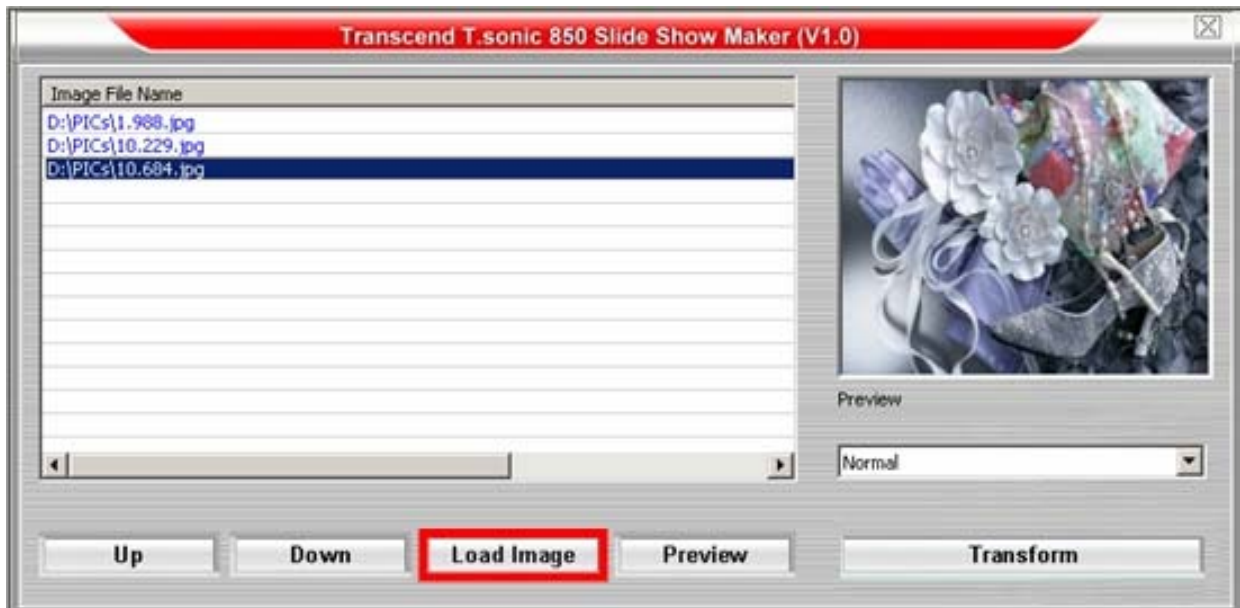 Transcend T.sonic 850 Slide Show Maker (V1.0)
Image File Name
D:\PICs\1.988.jpg
D:\PICs\10.229.jpg
D:\PICs\10.684.jpg
Preview
Normal
Up Down Load Image Preview Transform